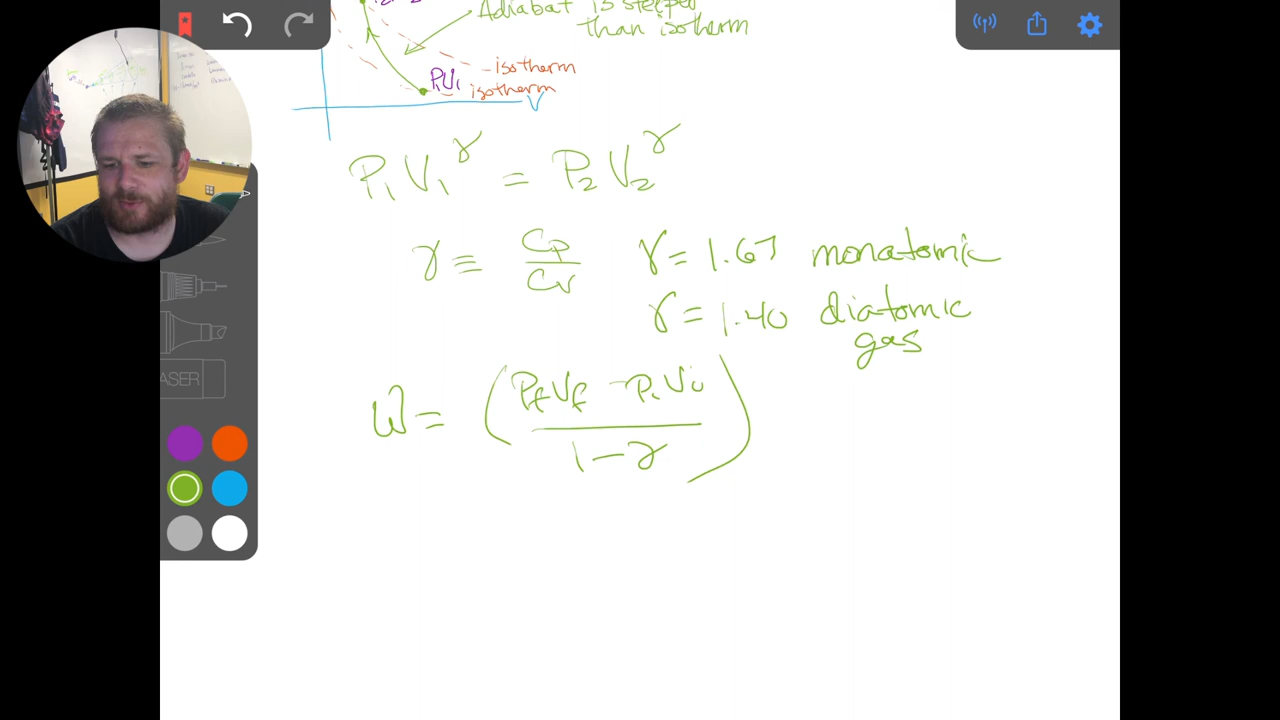 Adiabat is steeper
than isotherm
isotherm
P₁V₁ isotherm
V
P₁V₁^γ = P₂V₂^γ
γ ≡ Cp/Cv γ = 1.67 monatomic
γ = 1.40 diatomic
gas
W = (PfVf - PiVi / 1-γ)
ASER